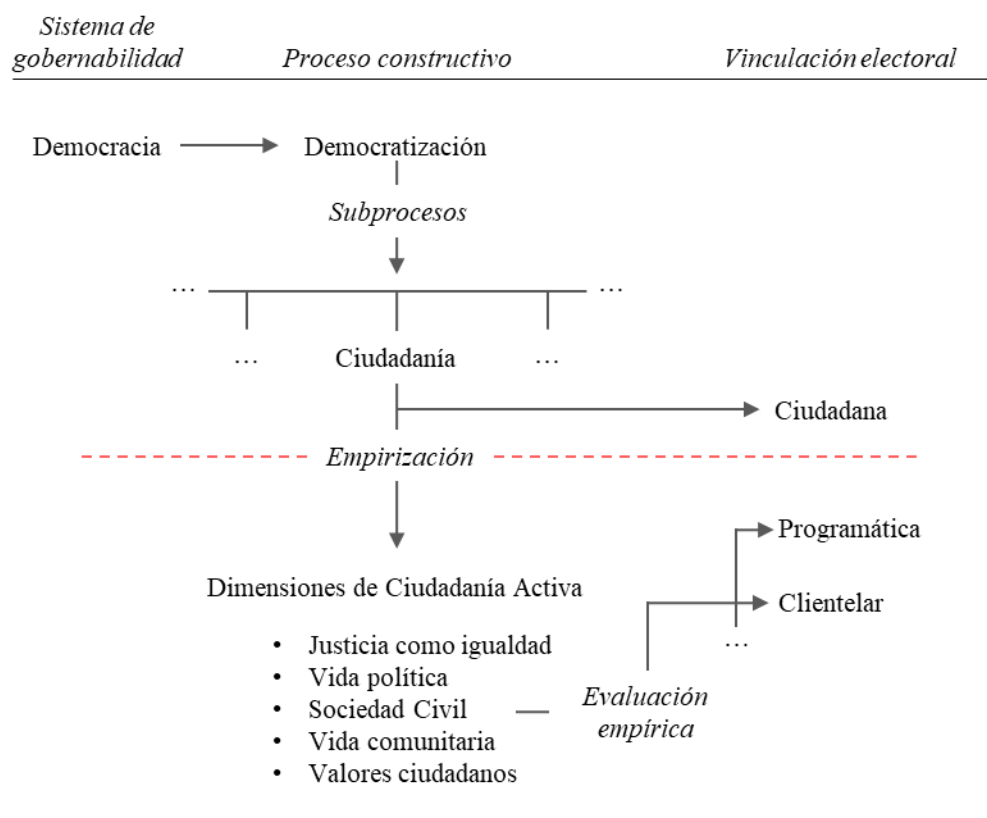 Sistema de
gobernabilidad
Proceso constructivo
Vinculación electoral
Democracia
Democratización
Subprocesos
...
...
...
Ciudadanía
...
Ciudadana
Empirización
Programática
Dimensiones de Ciudadanía Activa
Clientelar
...
• Justicia como igualdad
• Vida política
• Sociedad Civil
• Vida comunitaria
• Valores ciudadanos
Evaluación
empírica